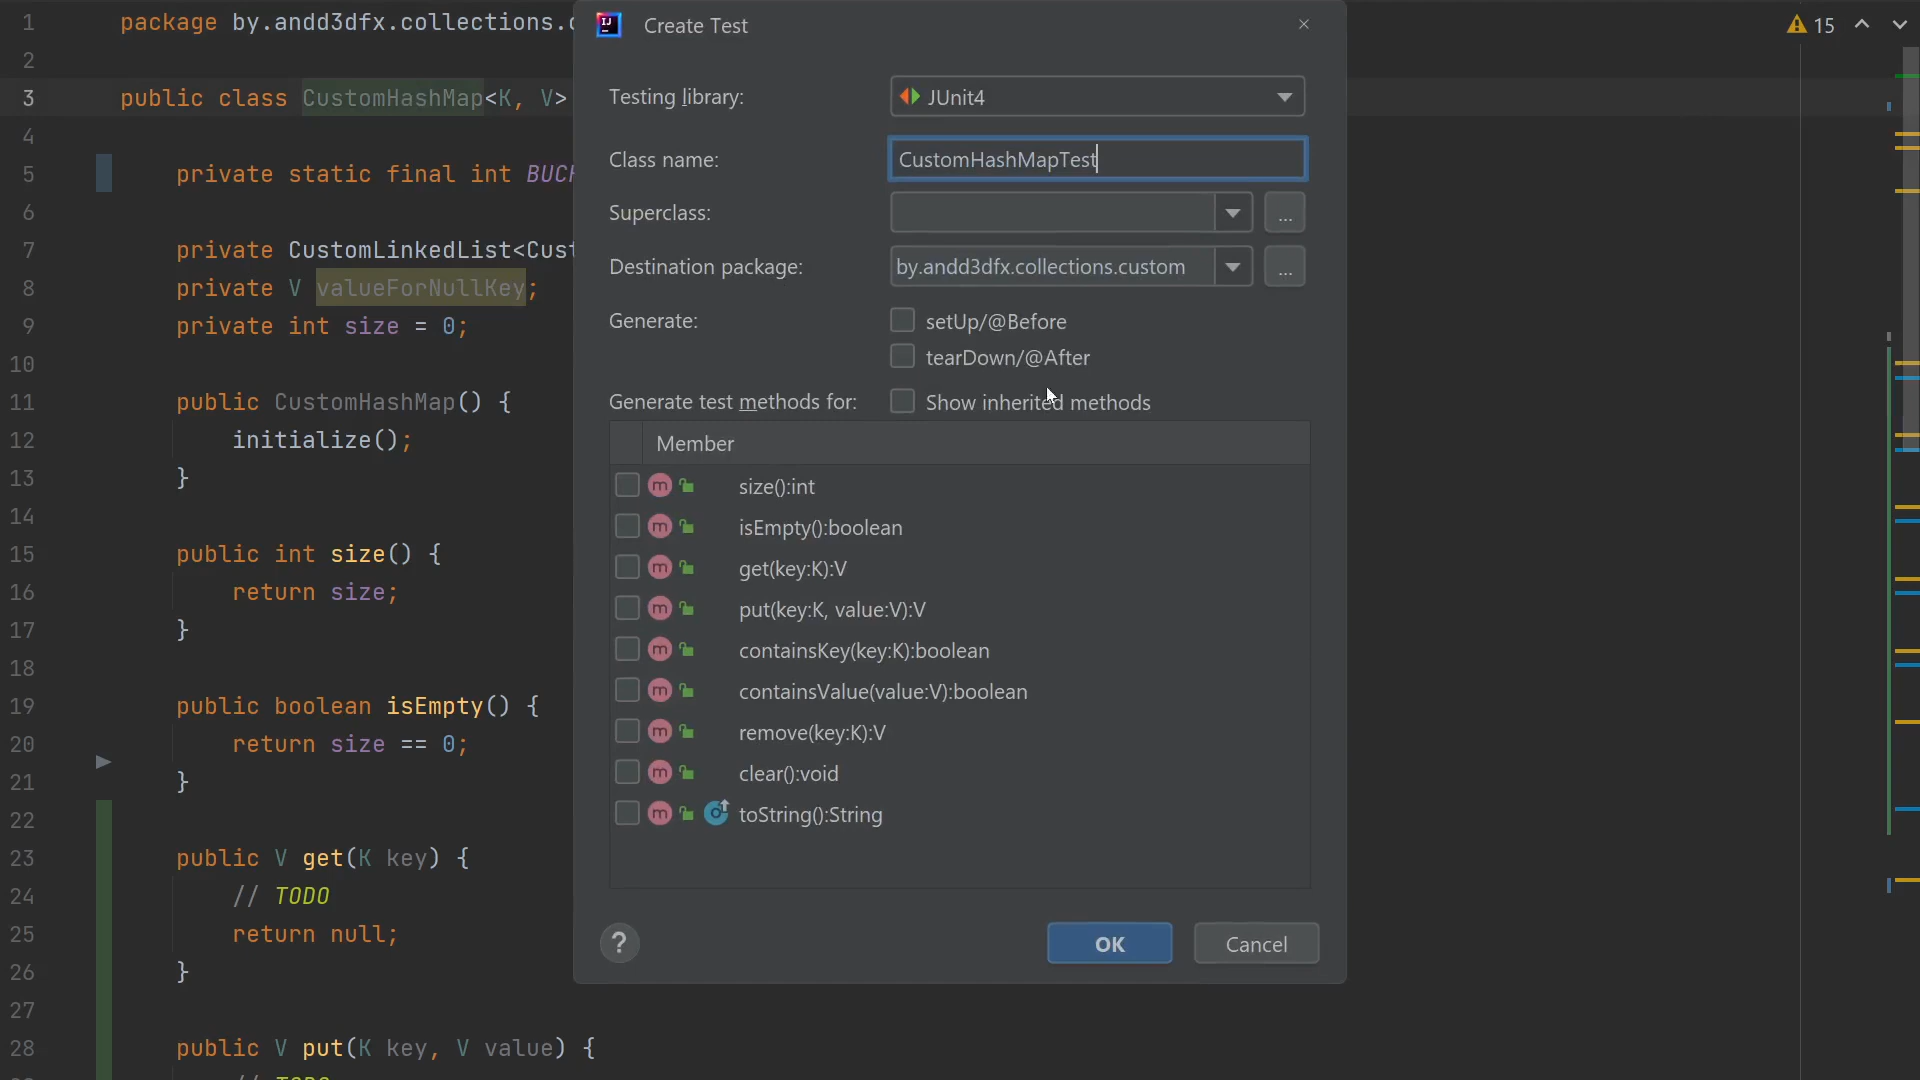 1 package by.andd3dfx.collections.c
2
3 public class CustomHashMap<K, V>
4
5 private static final int BUCK
6
7 private CustomLinkedList<Cust
8 private V valueForNullKey;
9 private int size = 0;
10
11 public CustomHashMap() {
12 initialize();
13 }
14
15 public int size() {
16 return size;
17 }
18
19 public boolean isEmpty() {
20 return size == 0;
21 }
22
23 public V get(K key) {
24 // TODO
25 return null;
26 }
27
28 public V put(K key, V value) {
// TODO
15
IJ Create Test
Testing library: JUnit4
Class name: CustomHashMapTest
Superclass: ...
Destination package: by.andd3dfx.collections.custom ...
Generate: setUp/@Before
tearDown/@After
Generate test methods for: Show inherited methods
Member
m size():int
m isEmpty():boolean
m get(key:K):V
m put(key:K, value:V):V
m containsKey(key:K):boolean
m containsValue(value:V):boolean
m remove(key:K):V
m clear():void
m toString():String
? OK Cancel